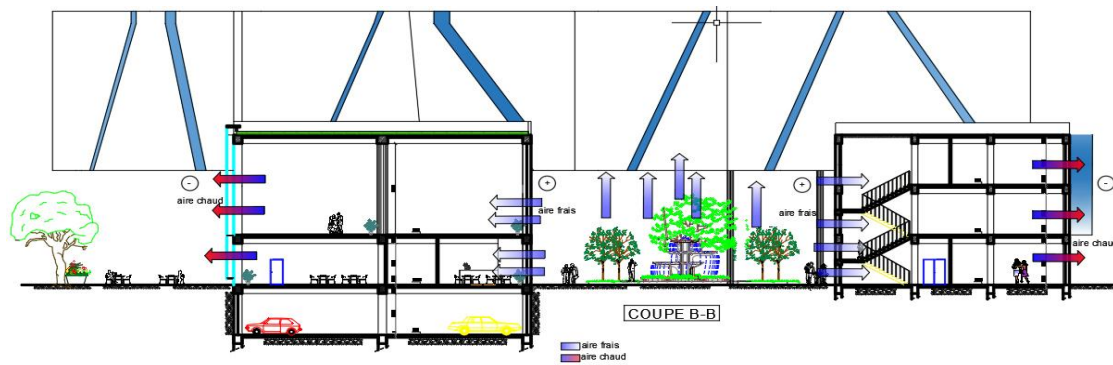 -
aire chaud
+
aire frais
+
aire frais
-
aire chaud
COUPE B-B
aire frais
aire chaud